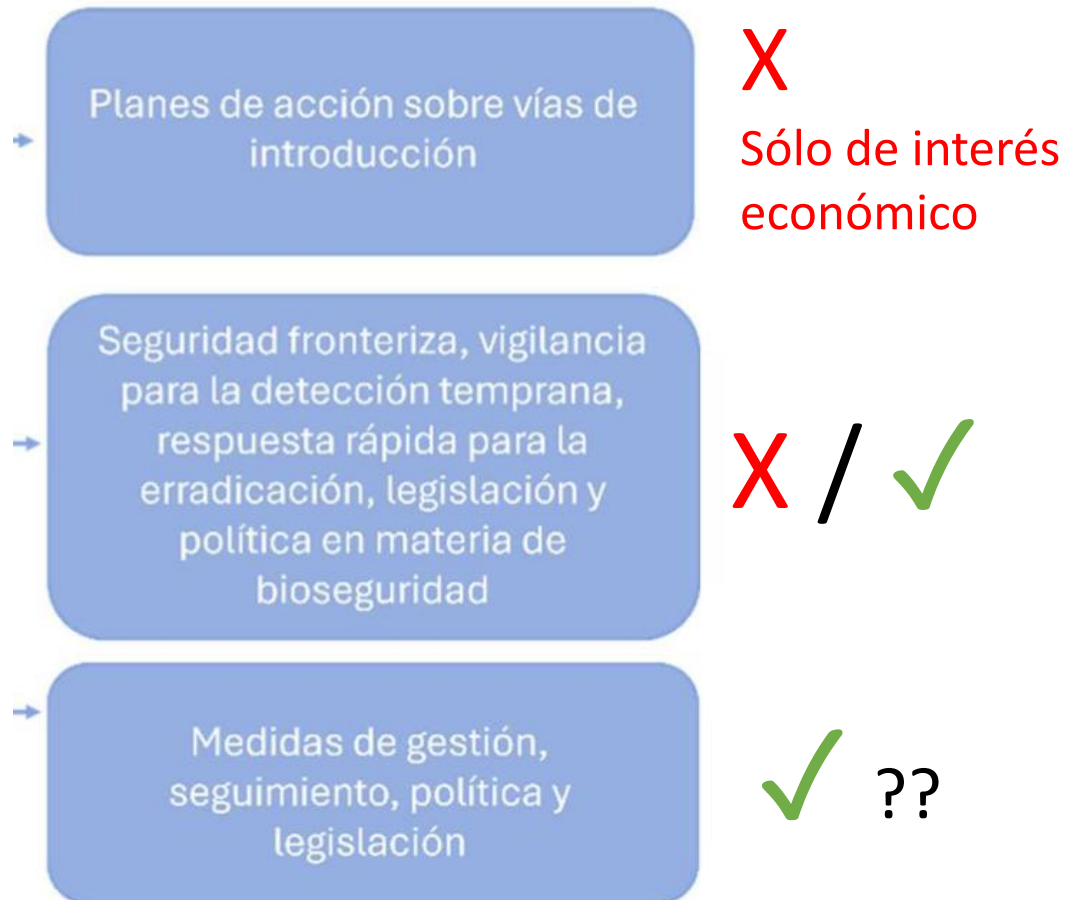 Planes de acción sobre vías de
introducción
X
Sólo de interés
económico
Seguridad fronteriza, vigilancia
para la detección temprana,
respuesta rápida para la
erradicación, legislación y
política en materia de
bioseguridad
X / ✓
Medidas de gestión,
seguimiento, política y
legislación
✓ ??